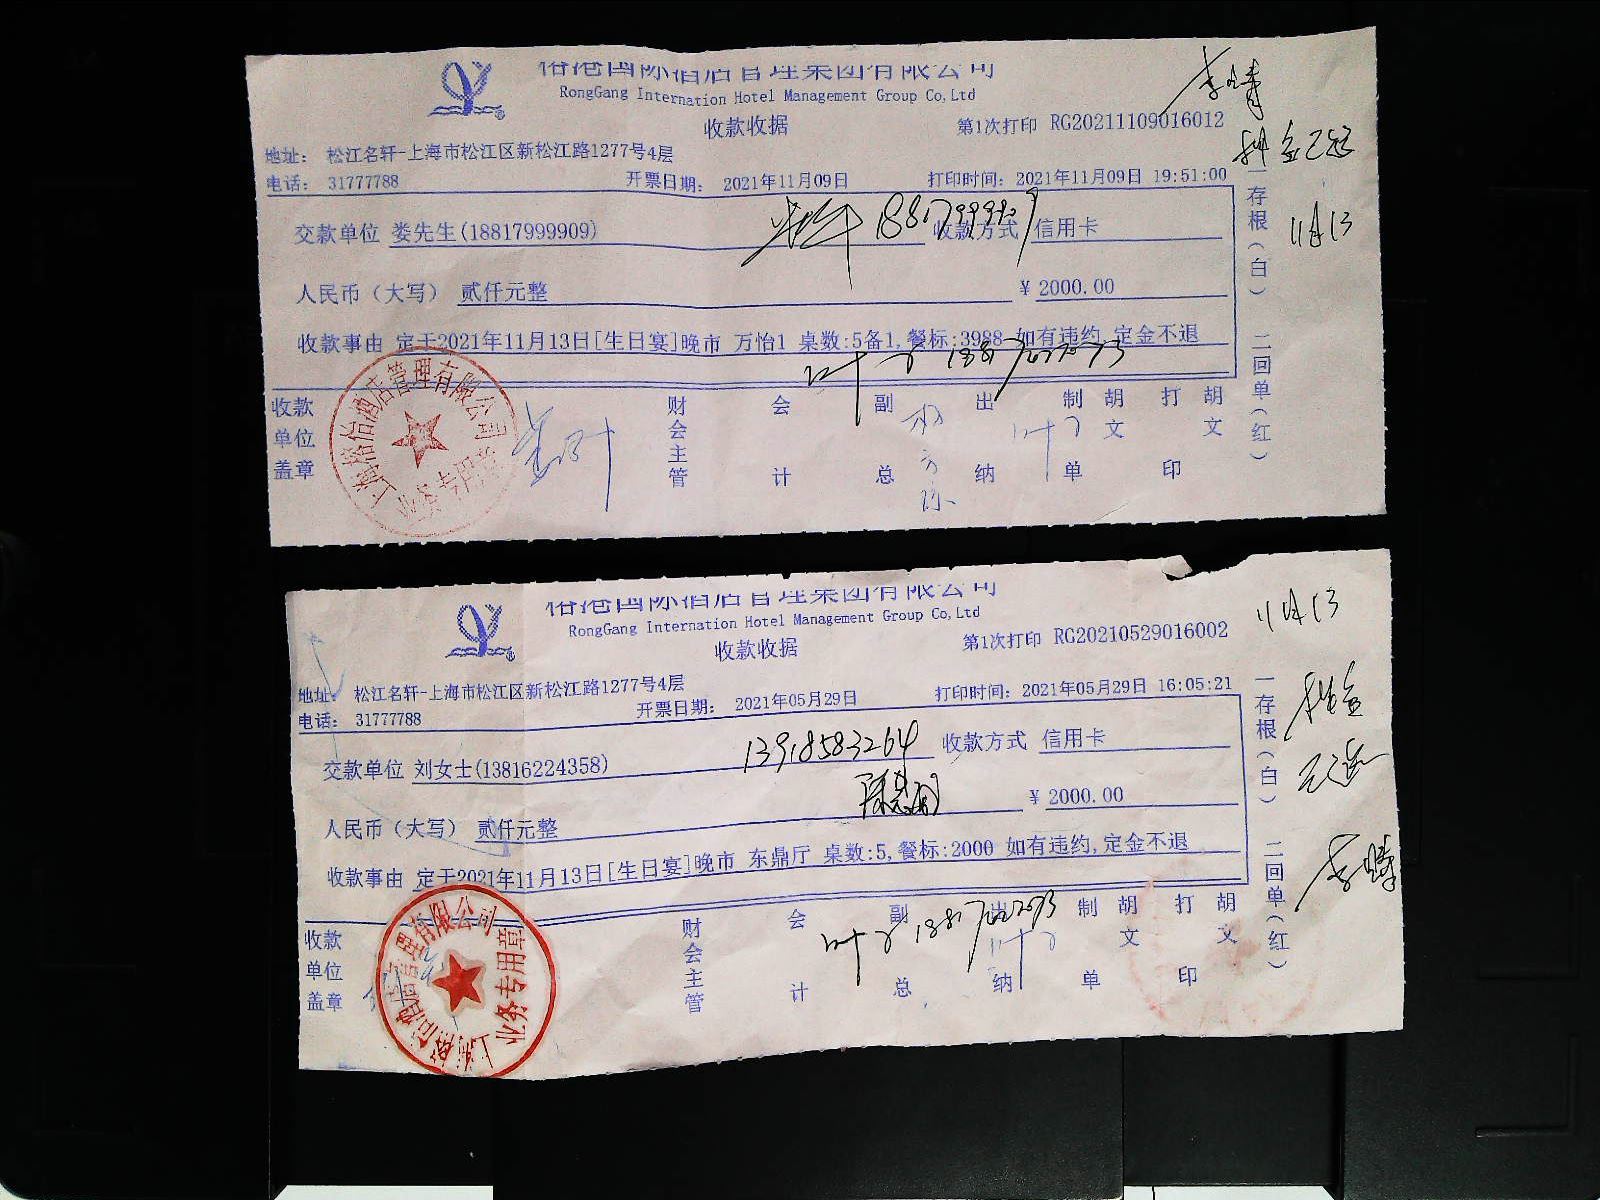 裕港国际酒店管理集团有限公司
RongGang Internation Hotel Management Group Co,Ltd
收款收据
第1次打印 RG20211109016012
地址: 松江名轩-上海市松江区新松江路1277号4层
电话: 31777788
开票日期: 2021年11月09日
打印时间: 2021年11月09日 19:51:00
交款单位 娄先生(18817999909)
18817999909
收款方式 信用卡
人民币(大写) 贰仟元整
¥ 2000.00
收款事由 定于2021年11月13日[生日宴]晚市 万怡1 桌数:5备1,餐标:3988 如有违约,定金不退
收款单位盖章
财会主管
会计
副总
出纳
制单
胡文
打印
胡文
一存根(白) 二回单(红)
11月13
业务专用章
裕港国际酒店管理集团有限公司
RongGang Internation Hotel Management Group Co,Ltd
收款收据
第1次打印 RG20210529016002
11月13
地址: 松江名轩-上海市松江区新松江路1277号4层
电话: 31777788
开票日期: 2021年05月29日
打印时间: 2021年05月29日 16:05:21
交款单位 刘女士(13816224358)
13918583264
收款方式 信用卡
人民币(大写) 贰仟元整
¥ 2000.00
收款事由 定于2021年11月13日[生日宴]晚市 东鼎厅 桌数:5,餐标:2000 如有违约,定金不退
收款单位盖章
财会主管
会计
副总
出纳
制单
胡文
打印
胡文
一存根(白) 二回单(红)
业务专用章